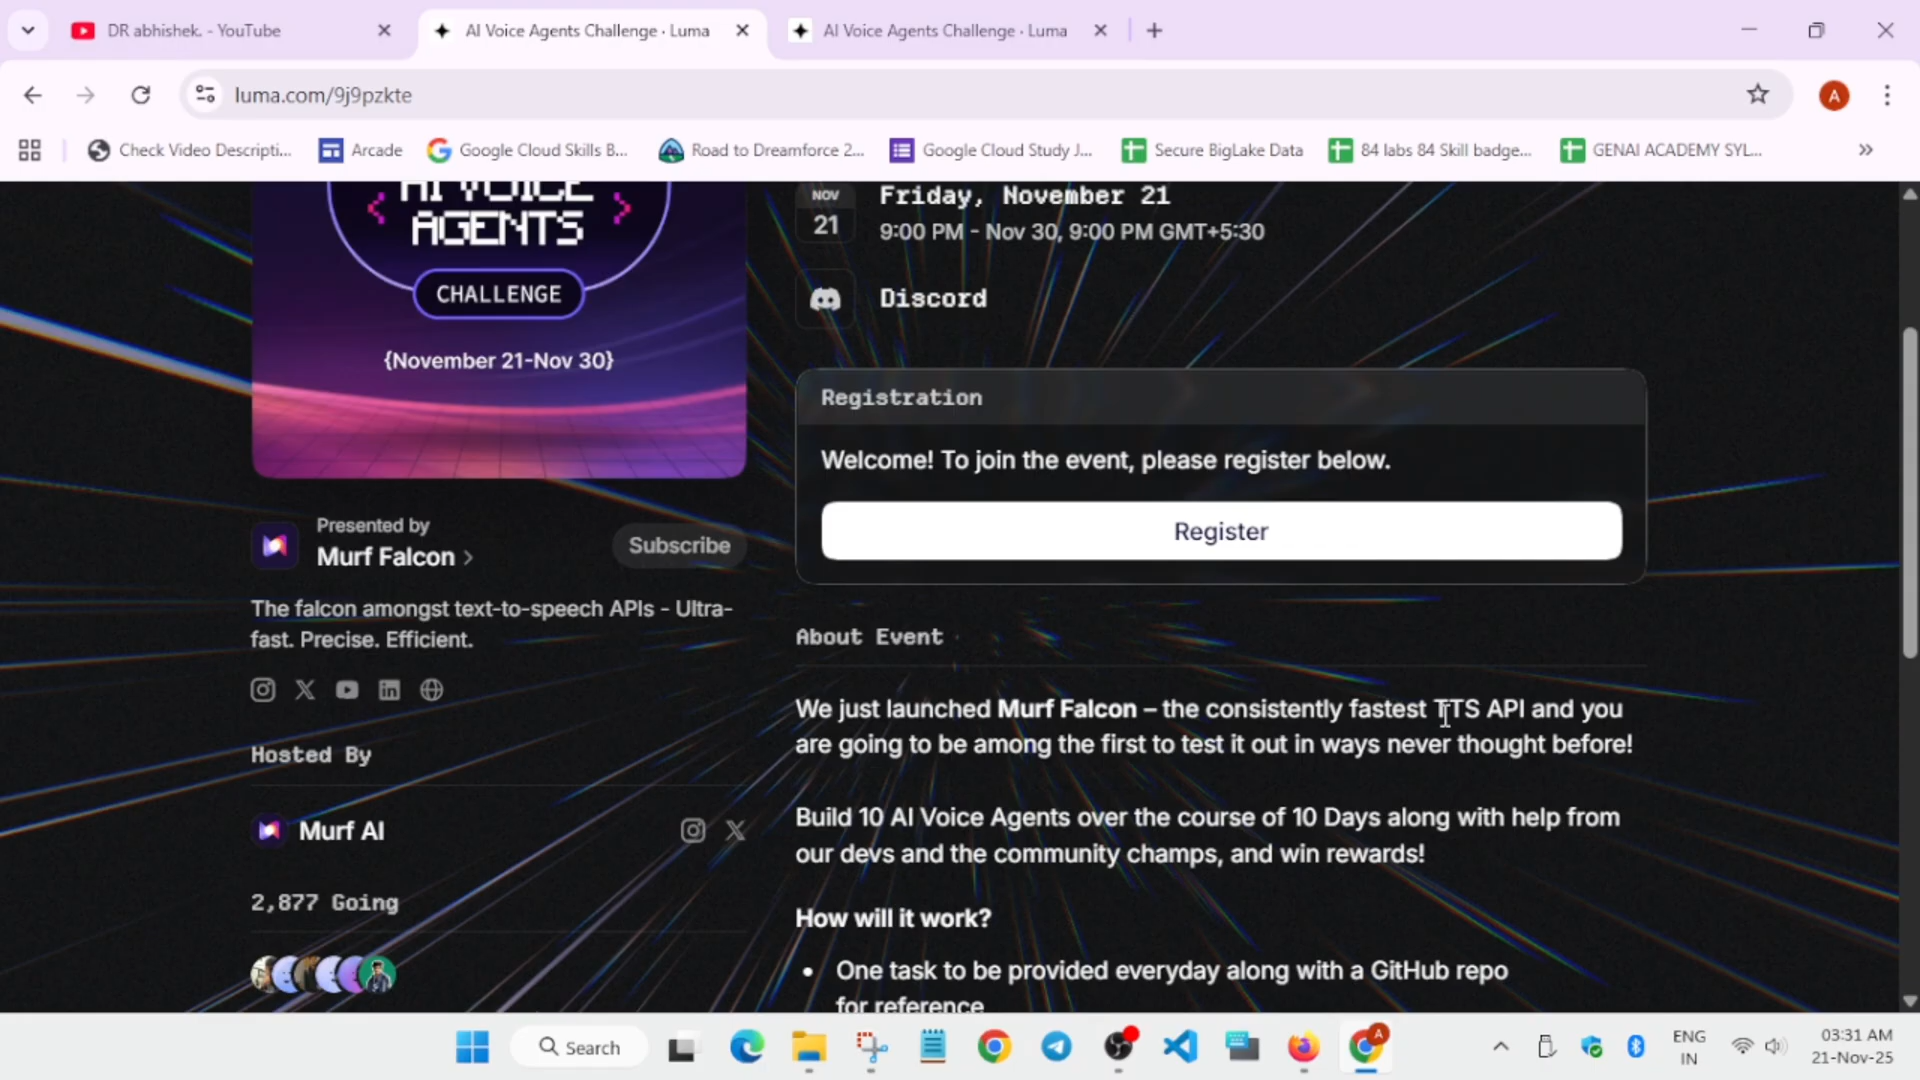 DR abhishek. - YouTube
AI Voice Agents Challenge · Luma
AI Voice Agents Challenge · Luma
luma.com/9j9pzkte
A
Check Video Descripti...
Arcade
Google Cloud Skills B...
Road to Dreamforce 2...
Google Cloud Study J...
Secure BigLake Data
84 labs 84 Skill badge...
GENAI ACADEMY SYL...
AI VOICE
AGENTS
CHALLENGE
{November 21-Nov 30}
Presented by
Murf Falcon
Subscribe
The falcon amongst text-to-speech APIs - Ultra-
fast. Precise. Efficient.
Hosted By
Murf AI
2,877 Going
NOV
21
Friday, November 21
9:00 PM - Nov 30, 9:00 PM GMT+5:30
Discord
Registration
Welcome! To join the event, please register below.
Register
About Event
We just launched Murf Falcon – the consistently fastest TTS API and you
are going to be among the first to test it out in ways never thought before!
Build 10 AI Voice Agents over the course of 10 Days along with help from
our devs and the community champs, and win rewards!
How will it work?
• One task to be provided everyday along with a GitHub repo
for reference
Search
A
ENG
IN
03:31 AM
21-Nov-25